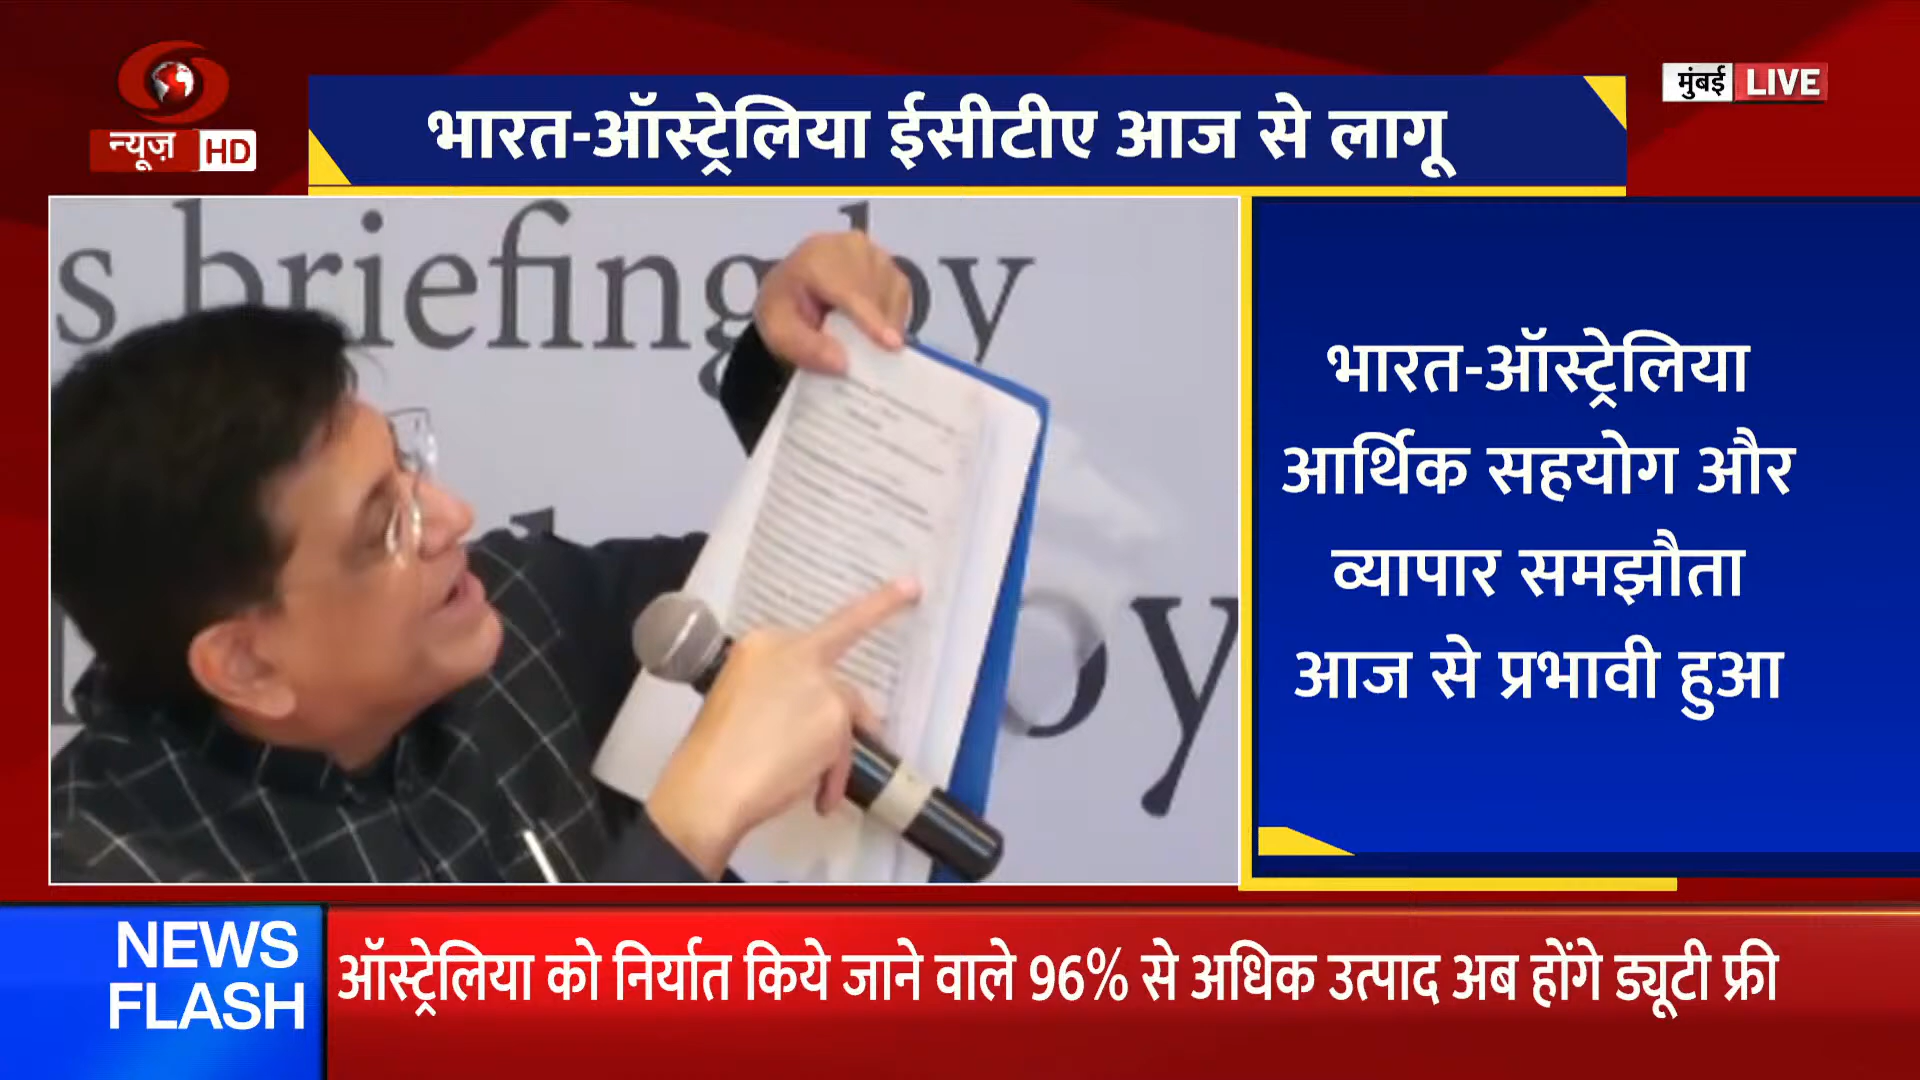 न्यूज़ HD
भारत-ऑस्ट्रेलिया ईसीटीए आज से लागू
मुंबई LIVE
s briefing by
by
भारत-ऑस्ट्रेलिया
आर्थिक सहयोग और
व्यापार समझौता
आज से प्रभावी हुआ
NEWS
FLASH
ऑस्ट्रेलिया को निर्यात किये जाने वाले 96% से अधिक उत्पाद अब होंगे ड्यूटी फ्री